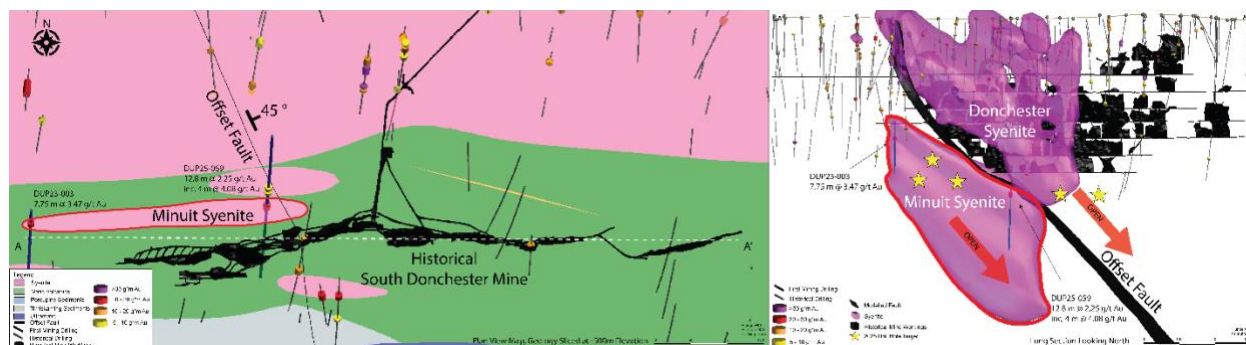 N
Offset Fault
45 °
DUP25-059
12.8 m @ 2.25 g/t Au
inc. 4 m @ 4.08 g/t Au
DUP23-003
7.75 m @ 3.47 g/t Au
Minuit Syenite
A
A'
Historical
South Donchester Mine
Legend
Syenite
Offset Fault
First Mining Drilling
Historical Drilling
Plan View Map: Geology Sliced at -500m Elevation
Donchester
Syenite
DUP23-003
7.75 m @ 3.47 g/t Au
Minuit Syenite
OPEN
OPEN
Offset Fault
DUP25-059
12.8 m @ 2.25 g/t Au
inc. 4 m @ 4.08 g/t Au
First Mining Drilling
Historical Drilling
Modeled Fault
Syenite
Historical Mine Workings
Long Section Looking North